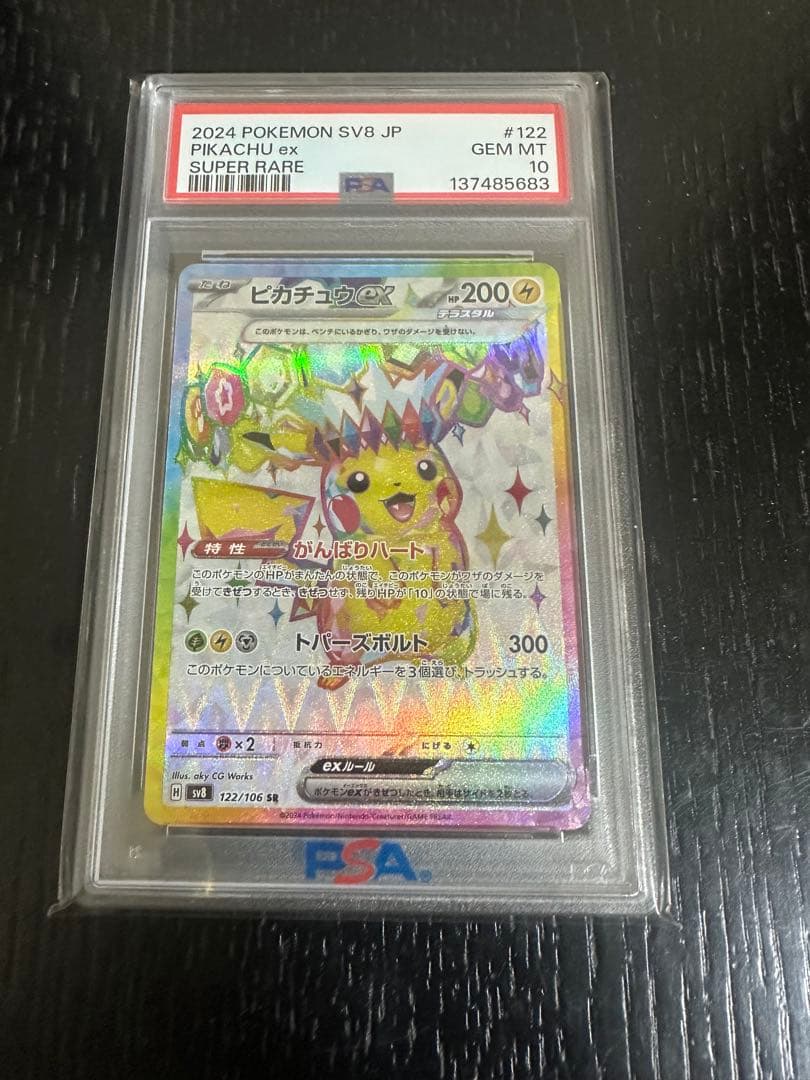 2024 POKEMON SV8 JP #122
PIKACHU ex GEM MT
SUPER RARE 10
PSA 137485683
たね ピカチュウex HP200
テラスタル
このポケモンは、ベンチにいるかぎり、ワザのダメージを受けない。
特性 がんばりハート
このポケモンのHPがまんたんの状態で、このポケモンがワザのダメージを
受けてきぜつするとき、きぜつせず、残りHPが「10」の状態で場に残る。
トパーズボルト 300
このポケモンについているエネルギーを3個選び、トラッシュする。
弱点 ×2 抵抗力 にげる
exルール
Illus. aky CG Works
ポケモンexがきぜつしたとき、相手はサイドを2枚とる。
H sv8 122/106 SR
©2024 Pokémon/Nintendo/Creatures/GAME FREAK.
PSA